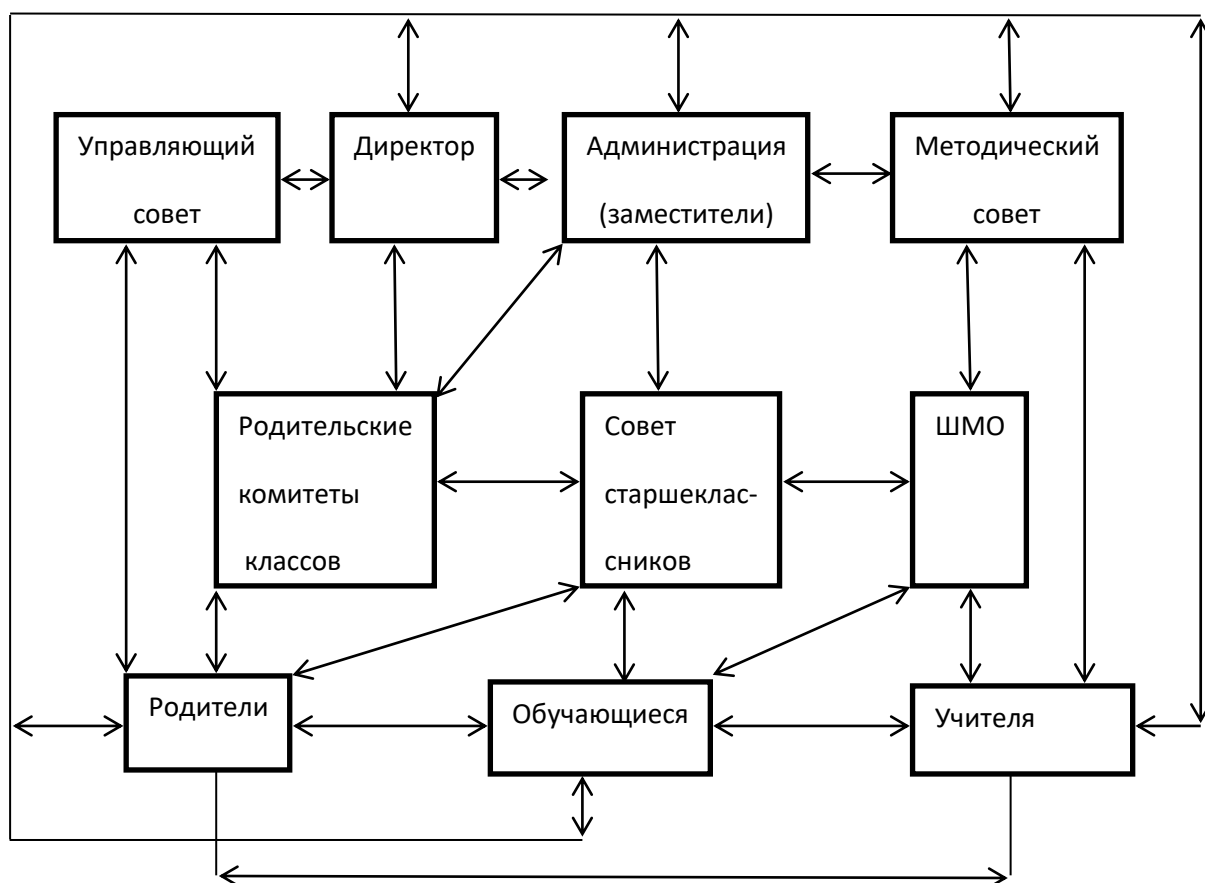 Управляющий
совет
Директор
Администрация
(заместители)
Методический
совет
Родительские
комитеты
классов
Совет
старшеклас-
сников
ШМО
Родители
Обучающиеся
Учителя